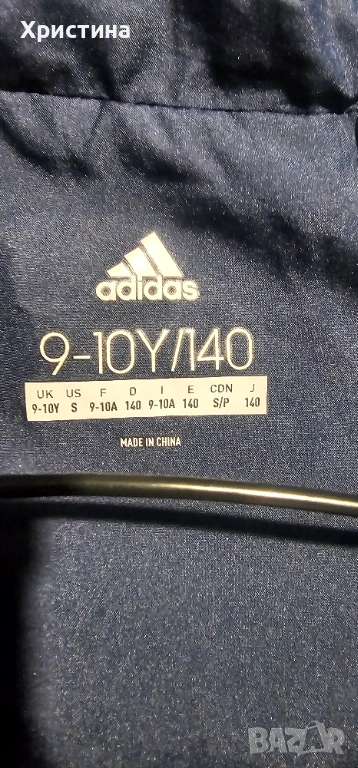 Христина
adidas
9-10Y/140
UK US F D I E CDN J
9-10Y S 9-10A 140 9-10A 140 S/P 140
MADE IN CHINA
BAZAR